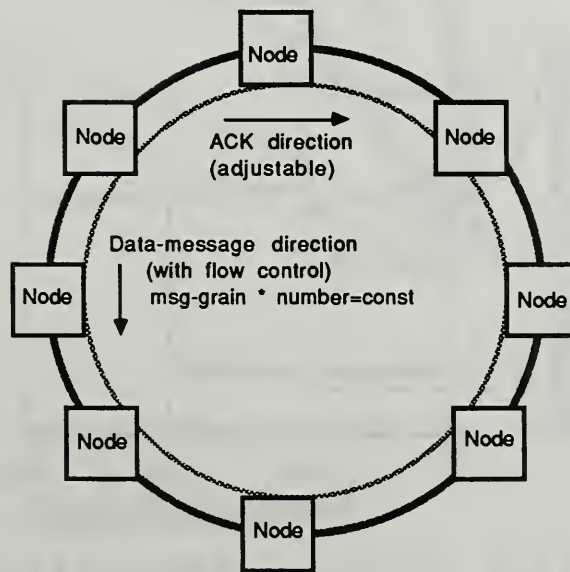 Node
Node
Node
ACK direction
(adjustable)
Data-message direction
(with flow control)
msg-grain * number=const
Node
Node
Node
Node
Node